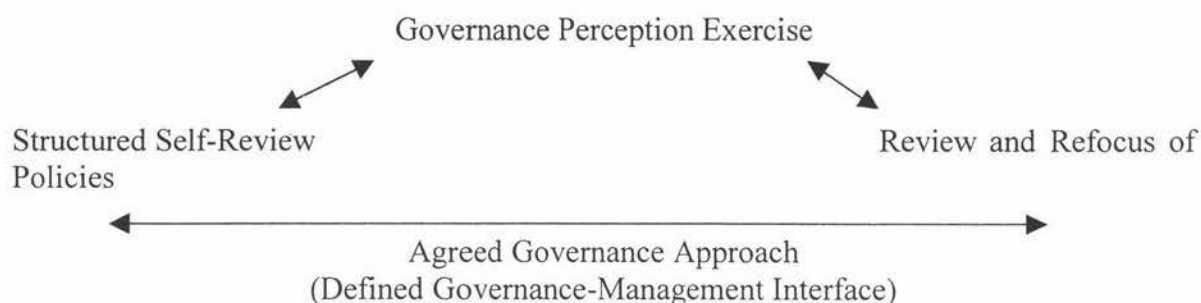 Governance Perception Exercise
Structured Self-Review Review and Refocus of
Policies
Agreed Governance Approach
(Defined Governance-Management Interface)